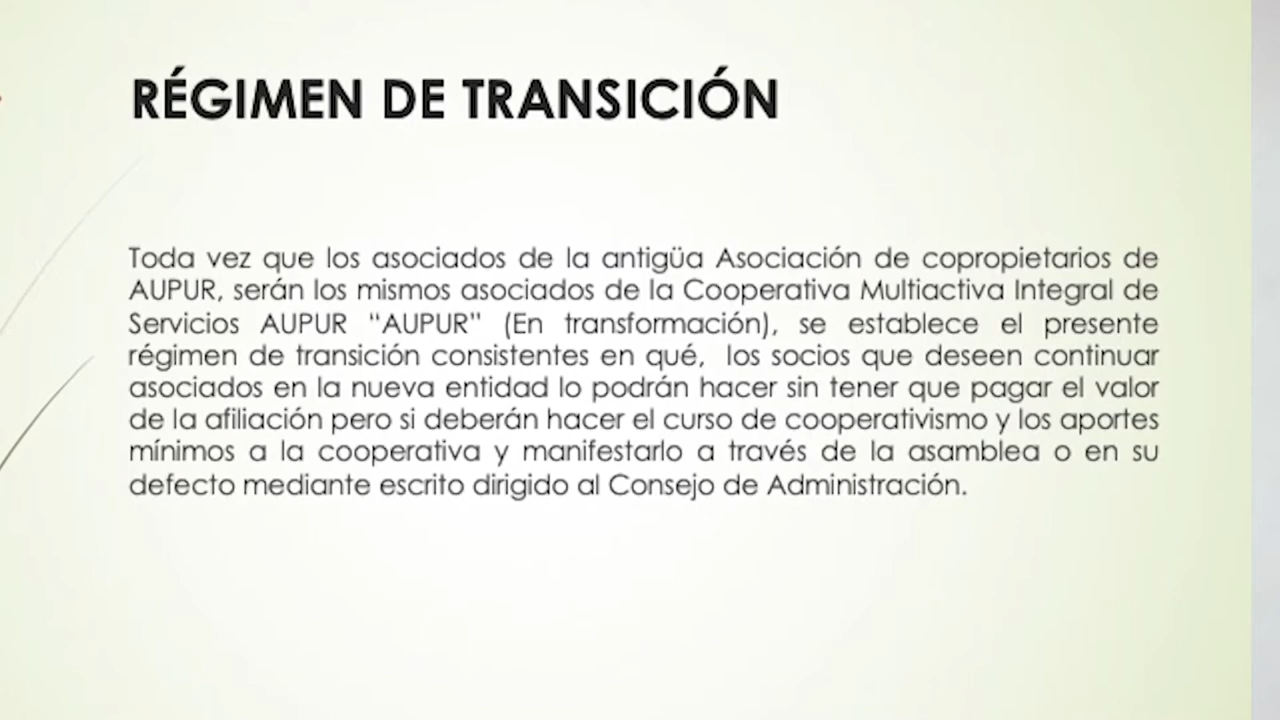 RÉGIMEN DE TRANSICIÓN
Toda vez que los asociados de la antigüa Asociación de copropietarios de
AUPUR, serán los mismos asociados de la Cooperativa Multiactiva Integral de
Servicios AUPUR “AUPUR” (En transformación), se establece el presente
régimen de transición consistentes en qué, los socios que deseen continuar
asociados en la nueva entidad lo podrán hacer sin tener que pagar el valor
de la afiliación pero si deberán hacer el curso de cooperativismo y los aportes
mínimos a la cooperativa y manifestarlo a través de la asamblea o en su
defecto mediante escrito dirigido al Consejo de Administración.